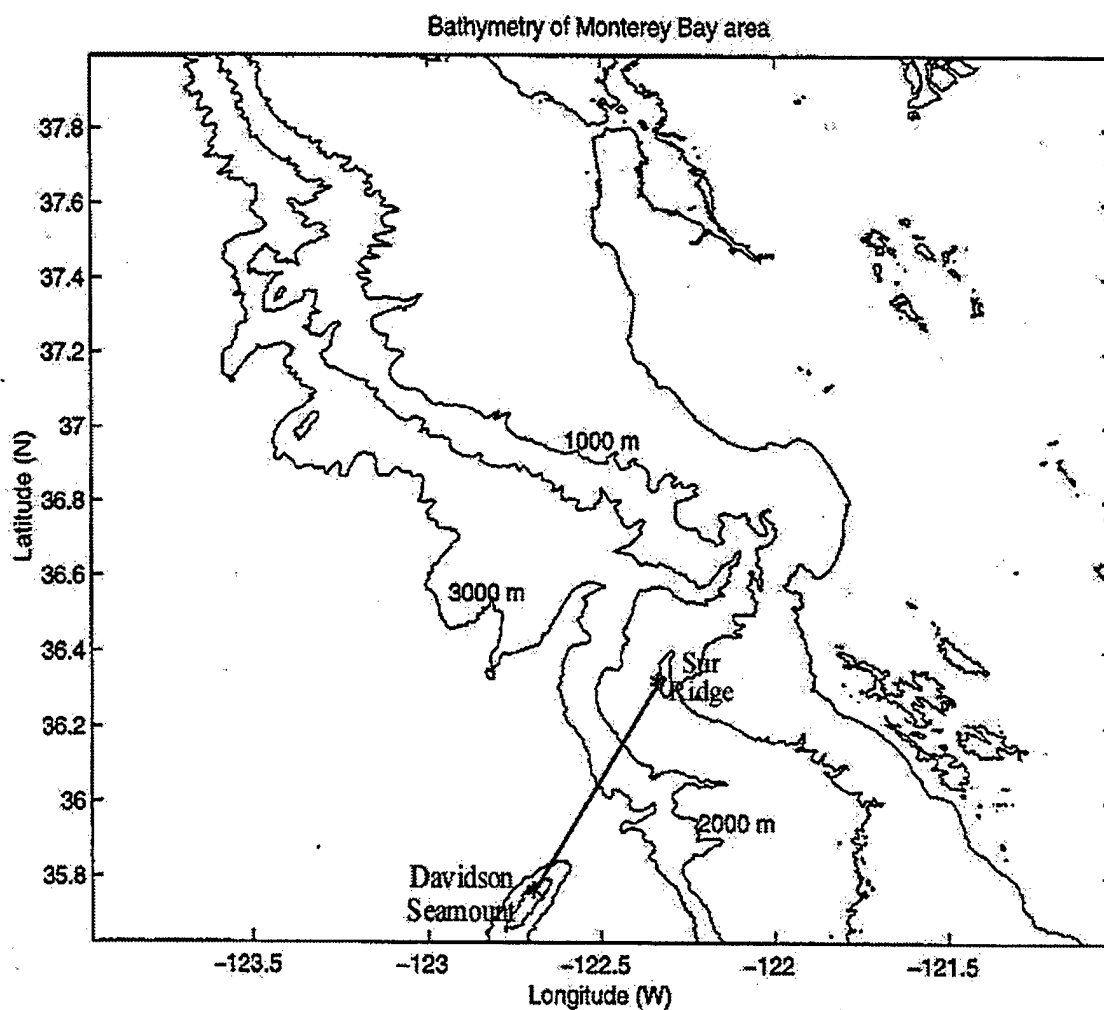 Bathymetry of Monterey Bay area
Latitude (N)
37.8
37.6
37.4
37.2
37
36.8
36.6
36.4
36.2
36
35.8
1000 m
3000 m
Sur
Ridge
2000 m
Davidson
Seamount
−123.5
−123
−122.5
−122
−121.5
Longitude (W)